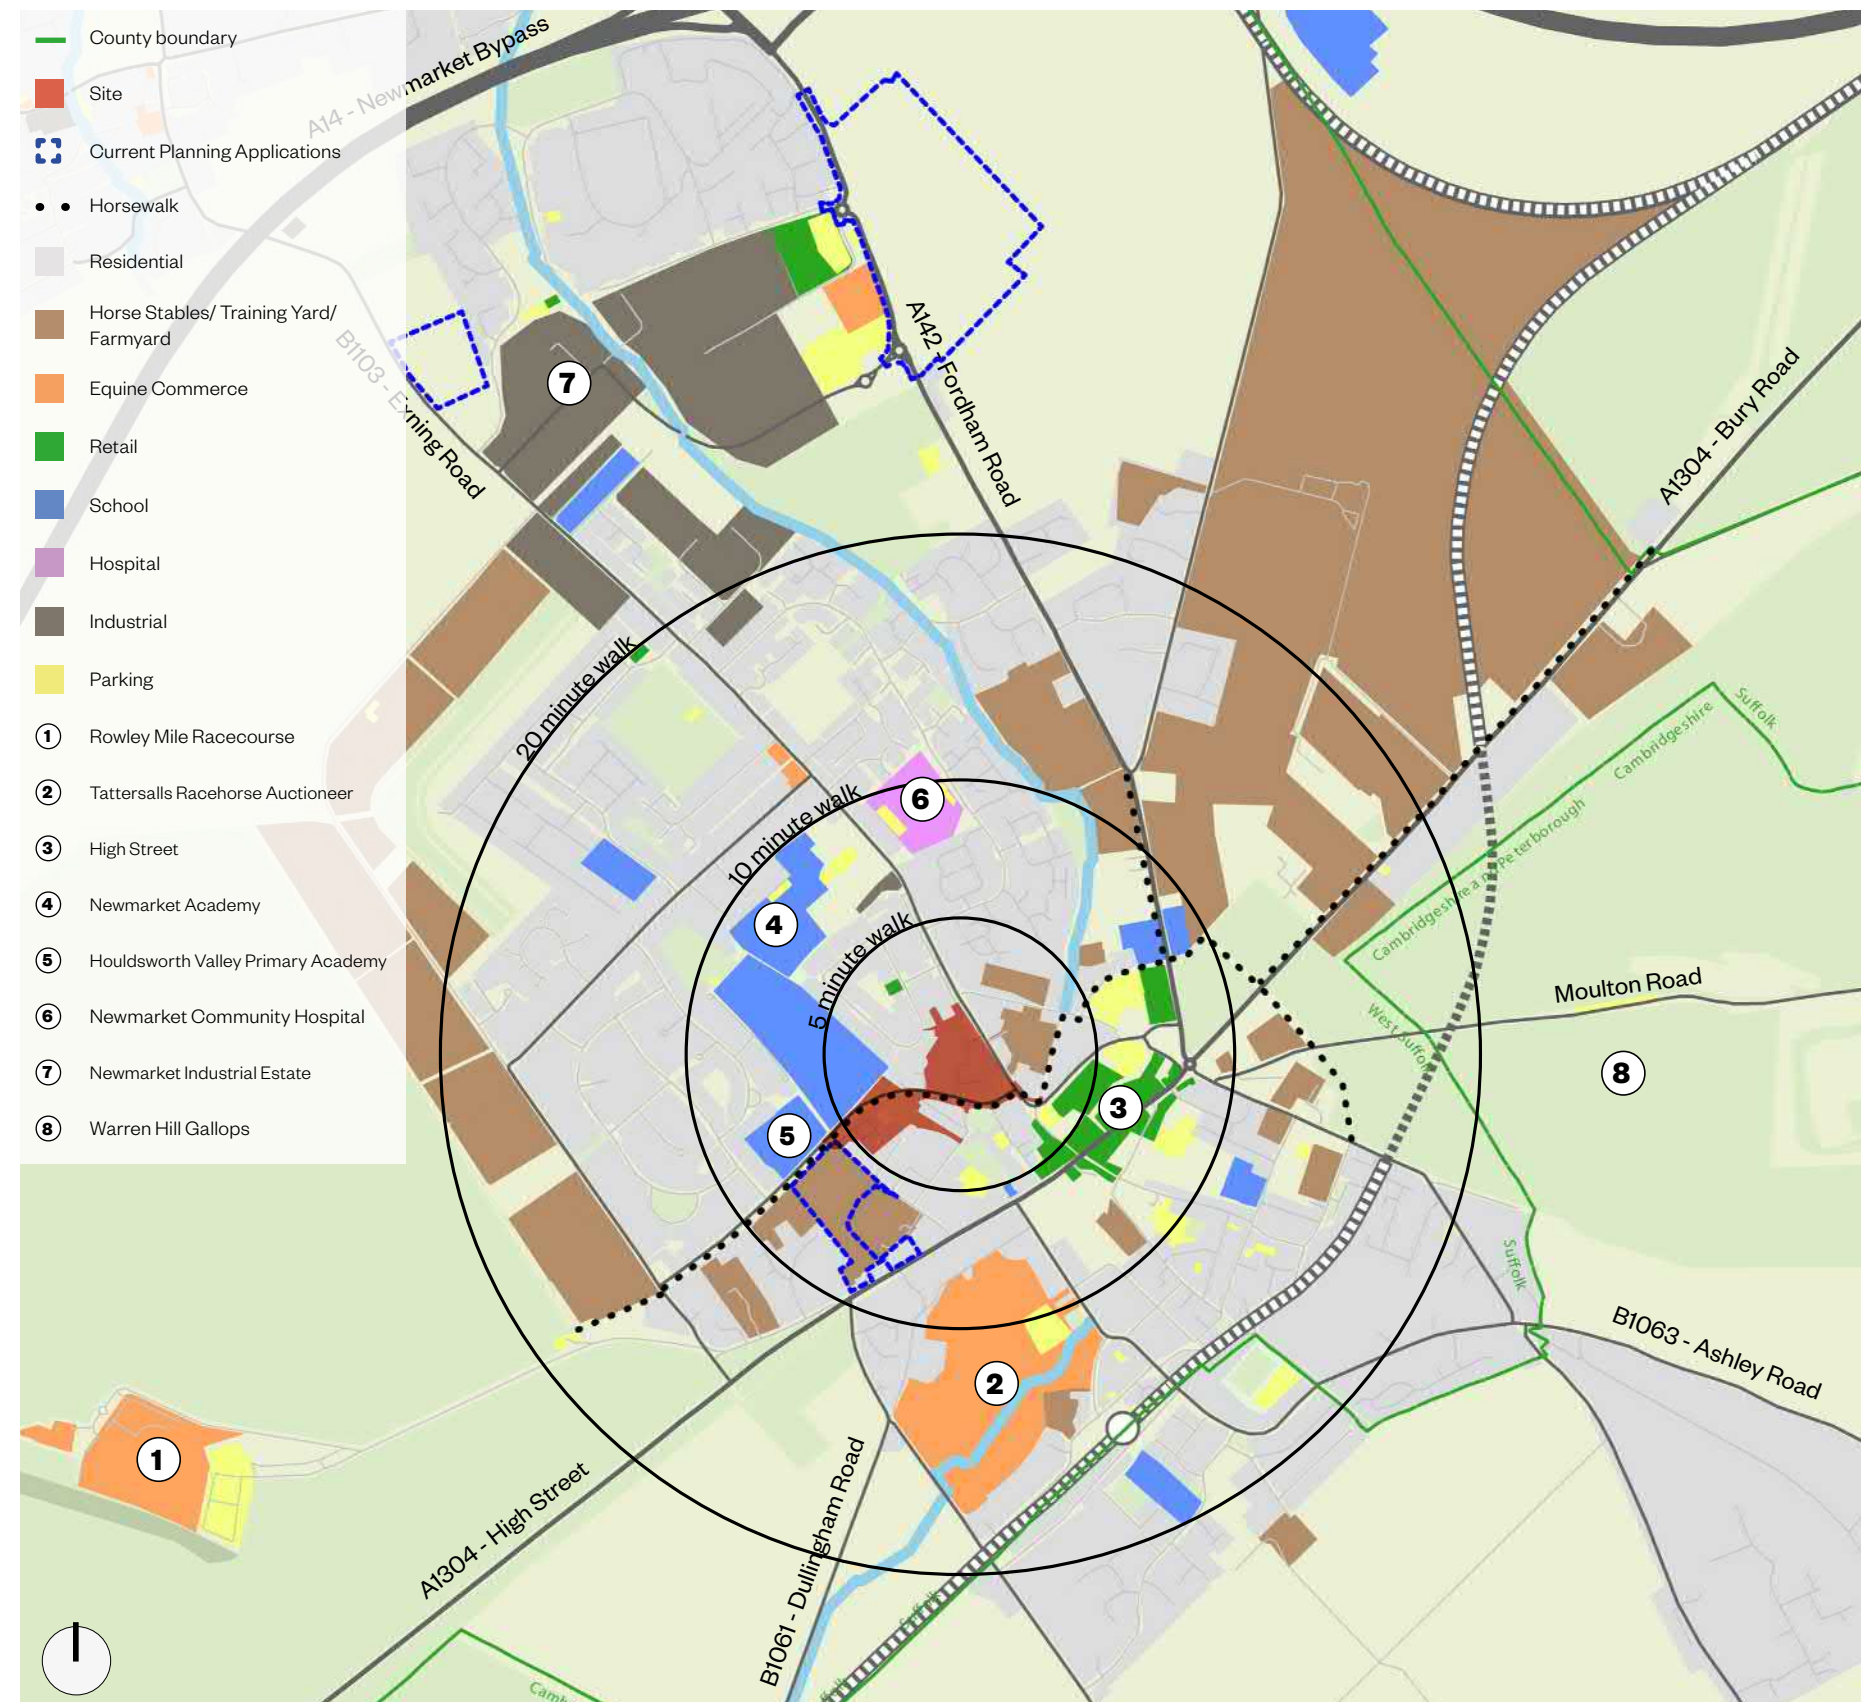 County boundary
Site
Current Planning Applications
Horsewalk
Residential
Horse Stables/ Training Yard/
Farmyard
Equine Commerce
Retail
School
Hospital
Industrial
Parking
1 Rowley Mile Racecourse
2 Tattersalls Racehorse Auctioneer
3 High Street
4 Newmarket Academy
5 Houldsworth Valley Primary Academy
6 Newmarket Community Hospital
7 Newmarket Industrial Estate
8 Warren Hill Gallops
A14 - Newmarket Bypass
B1103 - Exning Road
A142 - Fordham Road
A1304 - Bury Road
7
20 minute walk
10 minute walk
5 minute walk
6
4
5
3
8
2
1
Suffolk
Cambridgeshire
Cambridgeshire and Peterborough
West Suffolk
Moulton Road
Suffolk
B1063 - Ashley Road
A1304 - High Street
B1061 - Dullingham Road
Suffolk